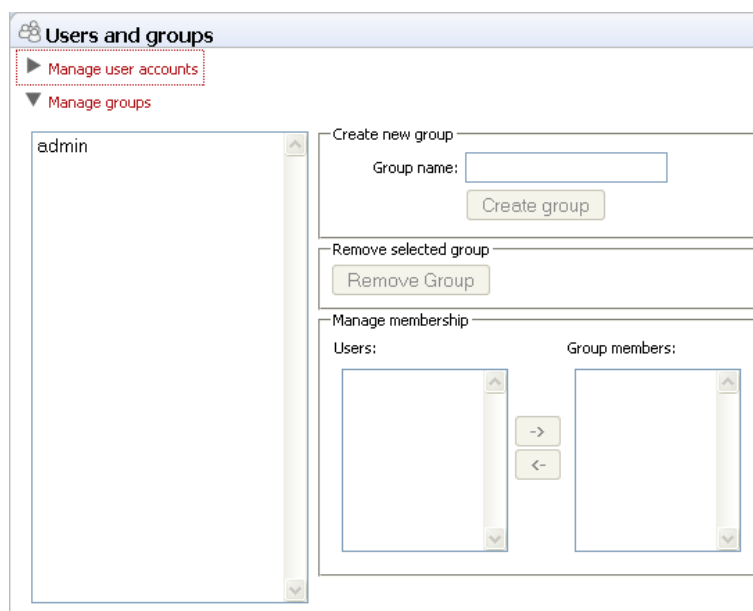 Users and groups
Manage user accounts
Manage groups
admin
Create new group
Group name:
Create group
Remove selected group
Remove Group
Manage membership
Users:
Group members:
->
<-